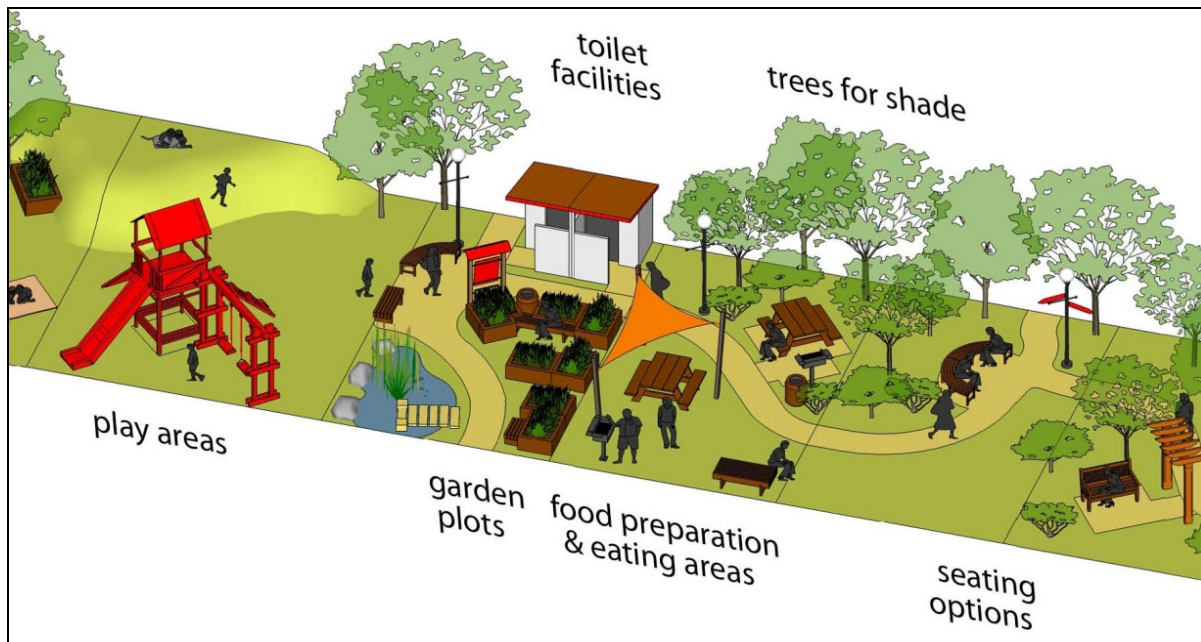 toilet
facilities
trees for shade
play areas
garden
plots
food preparation
& eating areas
seating
options